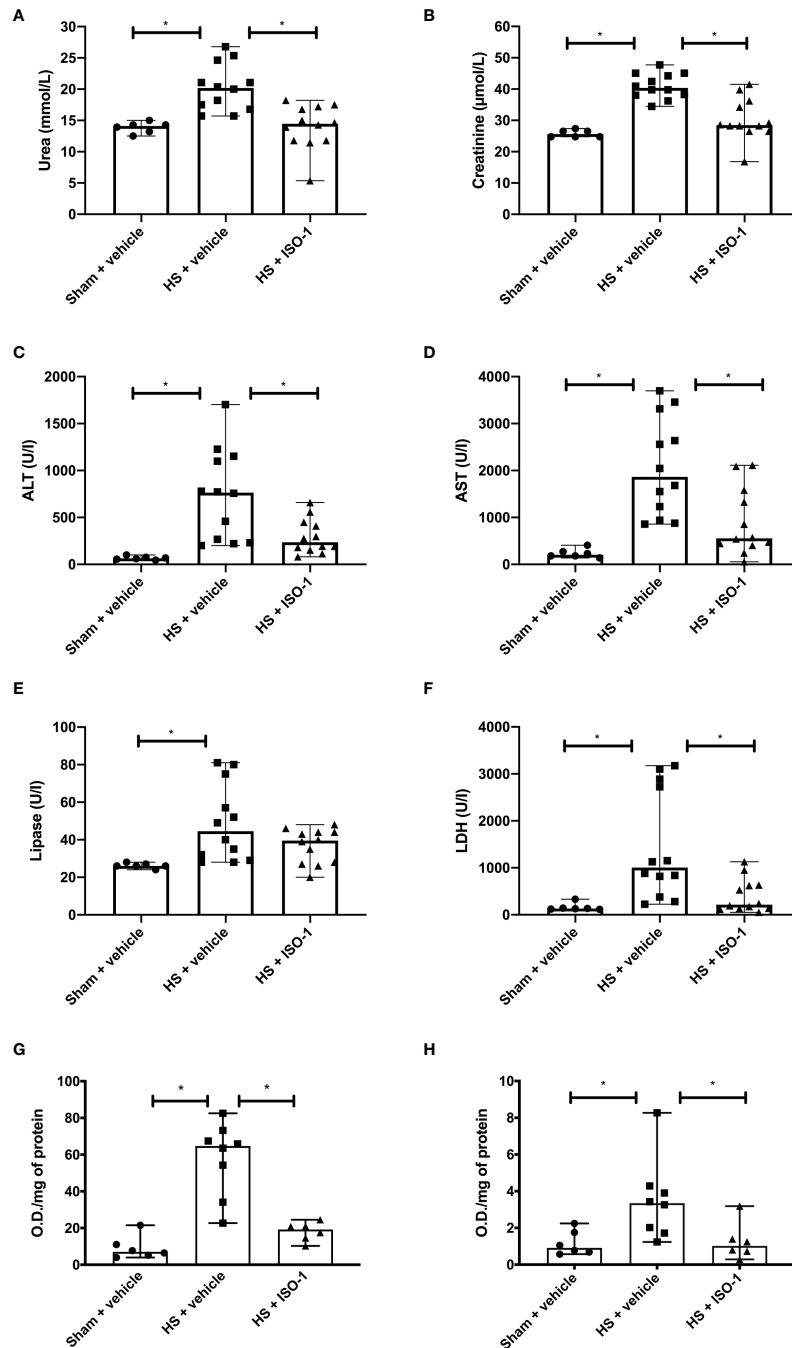 A
Urea (mmol/L)
30
25
20
15
10
5
0
*
*
Sham + vehicle
HS + vehicle
HS + ISO-1
B
Creatinine (µmol/L)
60
50
40
30
20
10
0
*
*
Sham + vehicle
HS + vehicle
HS + ISO-1
C
ALT (U/l)
2000
1500
1000
500
0
*
*
Sham + vehicle
HS + vehicle
HS + ISO-1
D
AST (U/l)
4000
3000
2000
1000
0
*
*
Sham + vehicle
HS + vehicle
HS + ISO-1
E
Lipase (U/l)
100
80
60
40
20
0
*
Sham + vehicle
HS + vehicle
HS + ISO-1
F
LDH (U/l)
4000
3000
2000
1000
0
*
*
Sham + vehicle
HS + vehicle
HS + ISO-1
G
O.D./mg of protein
100
80
60
40
20
0
*
*
Sham + vehicle
HS + vehicle
HS + ISO-1
H
O.D./mg of protein
10
8
6
4
2
0
*
*
Sham + vehicle
HS + vehicle
HS + ISO-1